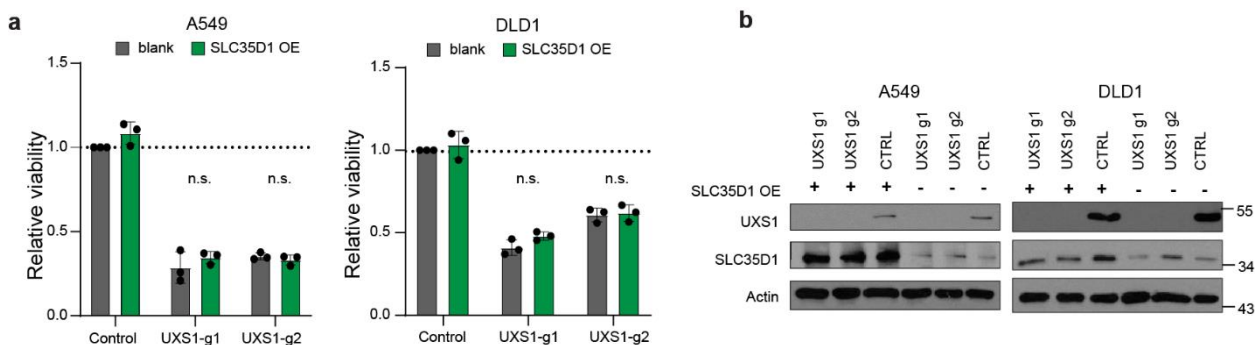 a
A549
blank SLC35D1 OE
Relative viability
1.5
1.0
0.5
0.0
n.s. n.s.
Control UXS1-g1 UXS1-g2
DLD1
blank SLC35D1 OE
Relative viability
1.5
1.0
0.5
0.0
n.s. n.s.
Control UXS1-g1 UXS1-g2
b
A549 DLD1
UXS1 g1 UXS1 g2 CTRL UXS1 g1 UXS1 g2 CTRL UXS1 g1 UXS1 g2 CTRL UXS1 g1 UXS1 g2 CTRL
SLC35D1 OE + + + - - - + + + - - -
UXS1 55
SLC35D1 34
Actin 43